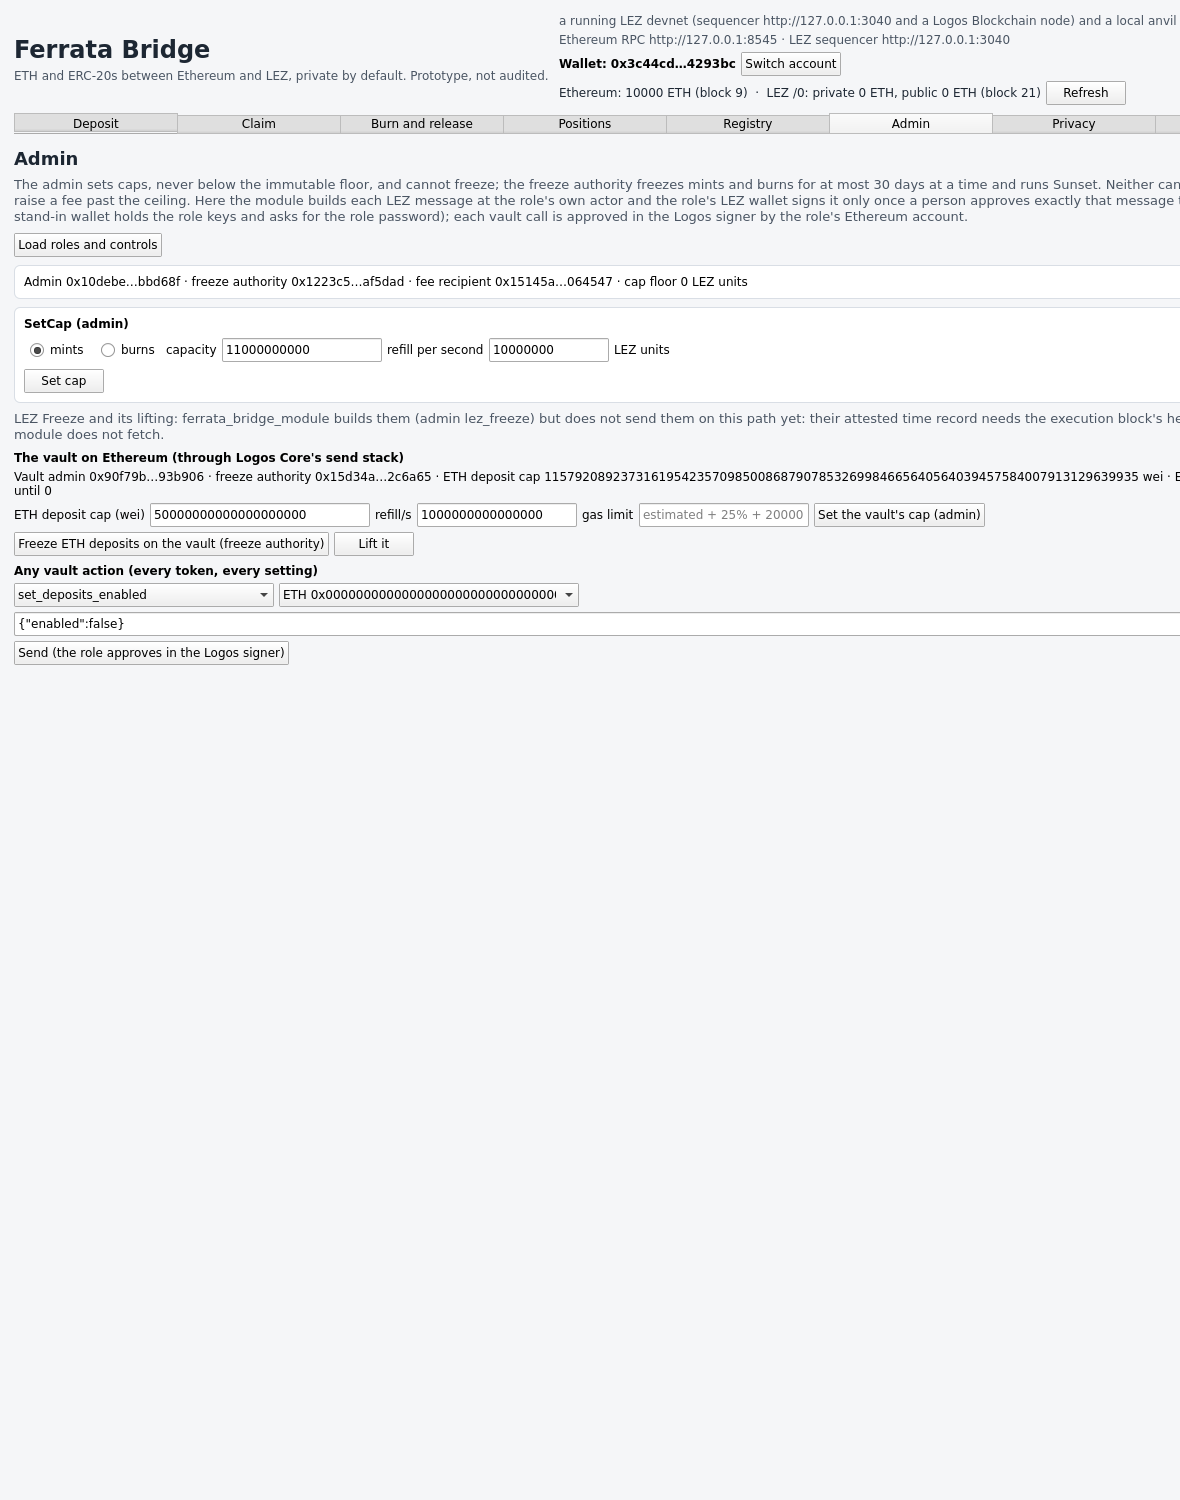 a running LEZ devnet (sequencer http://127.0.0.1:3040 and a Logos Blockchain node) and a local anvil
Ferrata Bridge
Ethereum RPC http://127.0.0.1:8545 · LEZ sequencer http://127.0.0.1:3040
Wallet: 0x3c44cd...4293bc Switch account
ETH and ERC-20s between Ethereum and LEZ, private by default. Prototype, not audited.
Ethereum: 10000 ETH (block 9) · LEZ /0: private 0 ETH, public 0 ETH (block 21) Refresh
Deposit Claim Burn and release Positions Registry Admin Privacy
Admin
The admin sets caps, never below the immutable floor, and cannot freeze; the freeze authority freezes mints and burns for at most 30 days at a time and runs Sunset. Neither can
raise a fee past the ceiling. Here the module builds each LEZ message at the role's own actor and the role's LEZ wallet signs it only once a person approves exactly that message
stand-in wallet holds the role keys and asks for the role password); each vault call is approved in the Logos signer by the role's Ethereum account.
Load roles and controls
Admin 0x10debe...bbd68f · freeze authority 0x1223c5...af5dad · fee recipient 0x15145a...064547 · cap floor 0 LEZ units
SetCap (admin)
mints burns capacity 11000000000 refill per second 10000000 LEZ units
Set cap
LEZ Freeze and its lifting: ferrata_bridge_module builds them (admin lez_freeze) but does not send them on this path yet: their attested time record needs the execution block's
module does not fetch.
The vault on Ethereum (through Logos Core's send stack)
Vault admin 0x90f79b...93b906 · freeze authority 0x15d34a...2c6a65 · ETH deposit cap 115792089237316195423570985008687907853269984665640564039457584007913129639935 wei ·
until 0
ETH deposit cap (wei) 50000000000000000000 refill/s 1000000000000000 gas limit estimated + 25% + 20000 Set the vault's cap (admin)
Freeze ETH deposits on the vault (freeze authority) Lift it
Any vault action (every token, every setting)
set_deposits_enabled ETH 0x0000000000000000000000000000000
{"enabled":false}
Send (the role approves in the Logos signer)